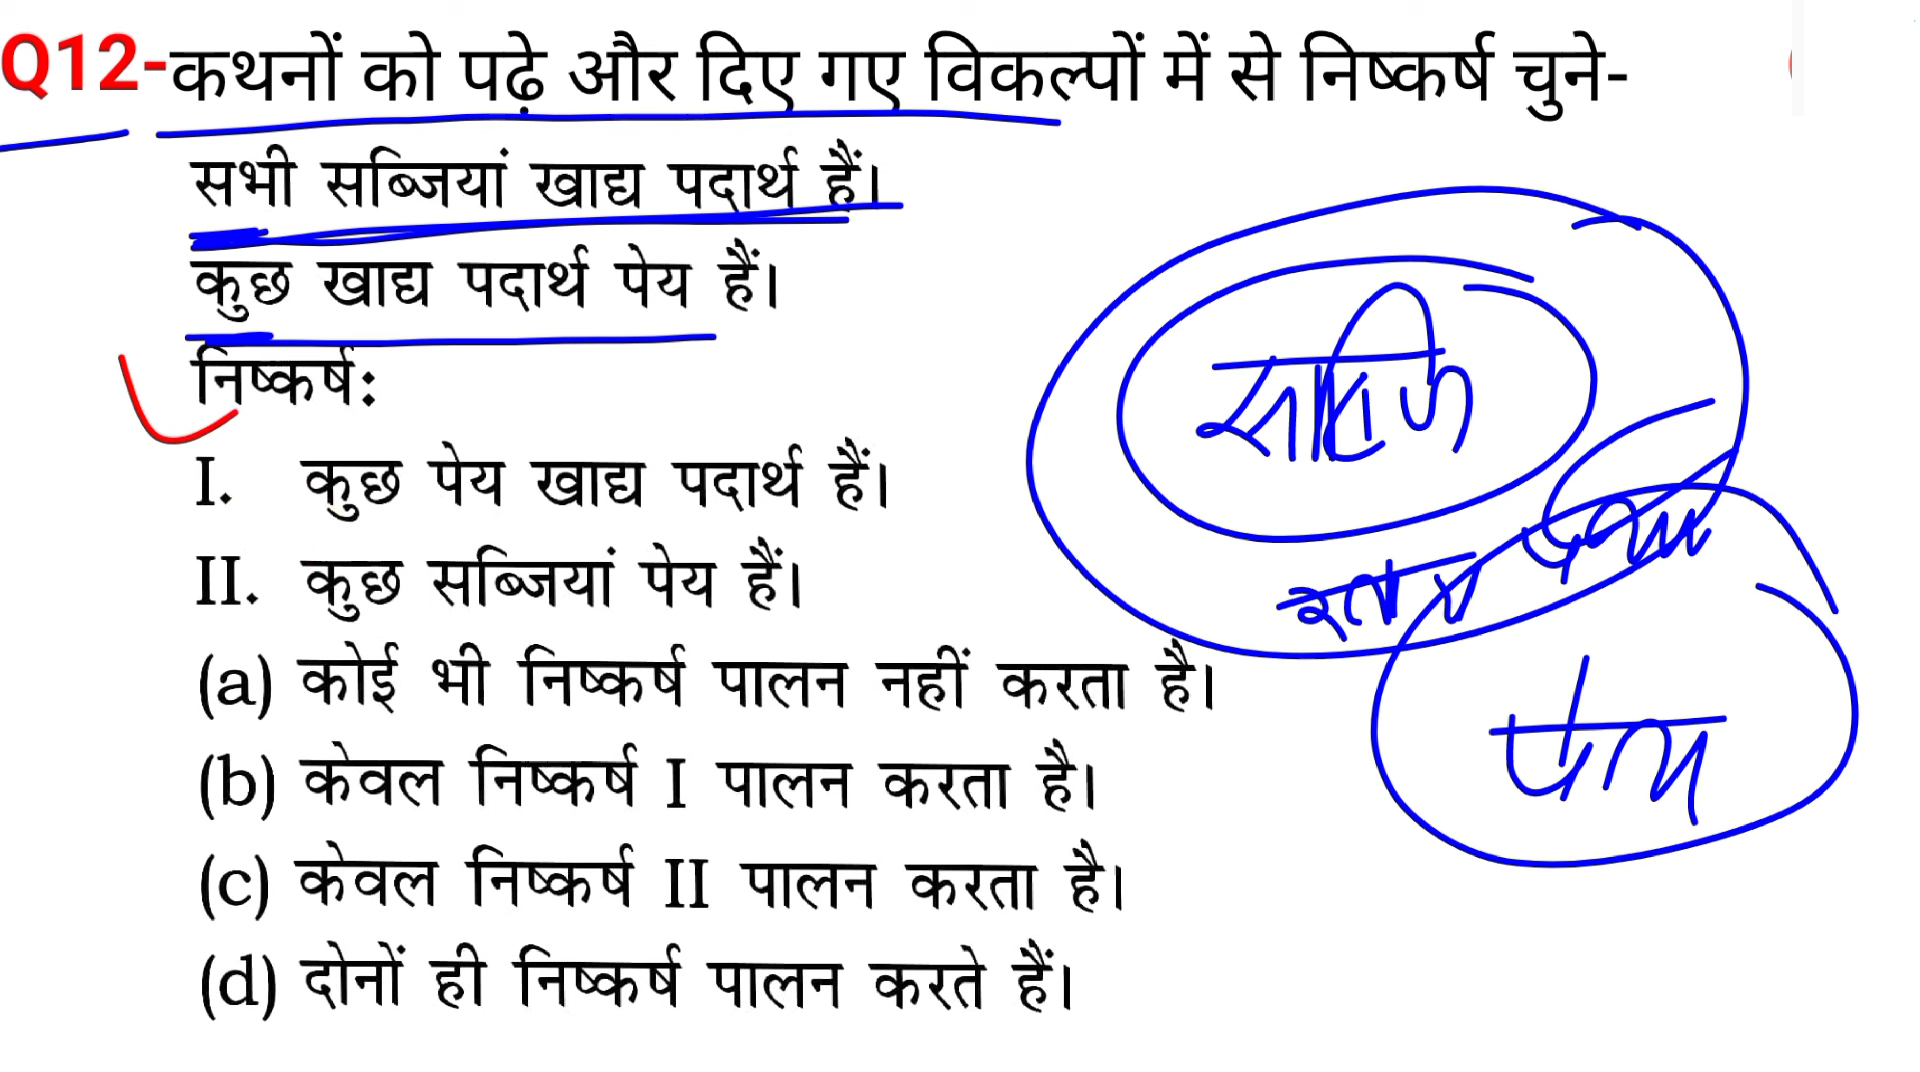 Q12-कथनों को पढ़े और दिए गए विकल्पों में से निष्कर्ष चुने-
सभी सब्जियां खाद्य पदार्थ हैं।
कुछ खाद्य पदार्थ पेय हैं।
निष्कर्ष:
I. कुछ पेय खाद्य पदार्थ हैं।
II. कुछ सब्जियां पेय हैं।
(a) कोई भी निष्कर्ष पालन नहीं करता है।
(b) केवल निष्कर्ष I पालन करता है।
(c) केवल निष्कर्ष II पालन करता है।
(d) दोनों ही निष्कर्ष पालन करते हैं।